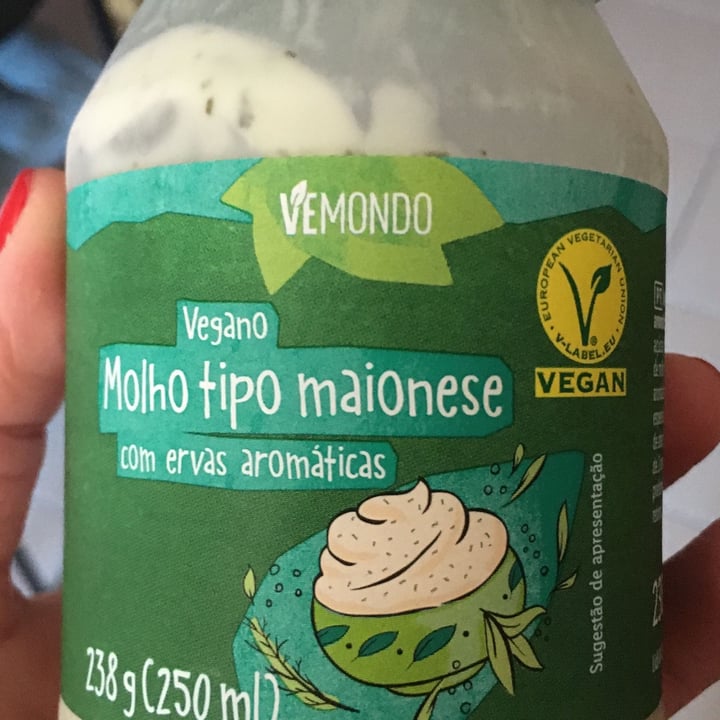 VEMONDO
EUROPEAN VEGETARIAN UNION
V-LABEL.EU
VEGAN
Vegano
Molho tipo maionese
com ervas aromáticas
Sugestão de apresentação
238 g (250 ml)